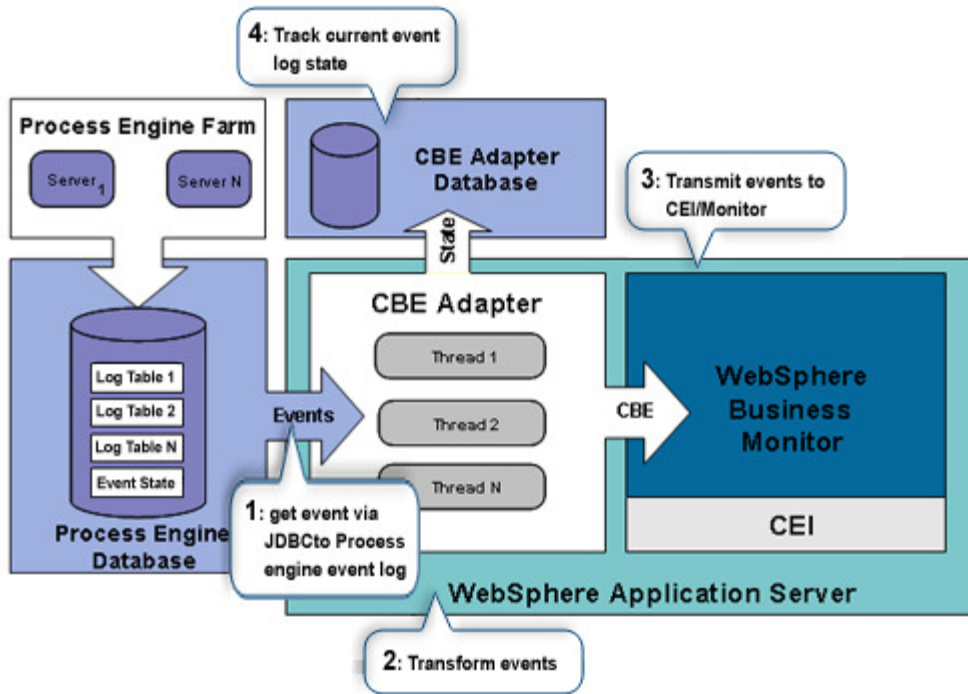 4: Track current event
log state
Process Engine Farm
Server 1
Server N
CBE Adapter
Database
3: Transmit events to
CEI/Monitor
State
CBE Adapter
Thread 1
Thread 2
Thread N
Log Table 1
Log Table 2
Log Table N
Event State
Events
CBE
WebSphere
Business
Monitor
CEI
Process Engine
Database
1: get event via
JDBCto Process
engine event log
WebSphere Application Server
2: Transform events